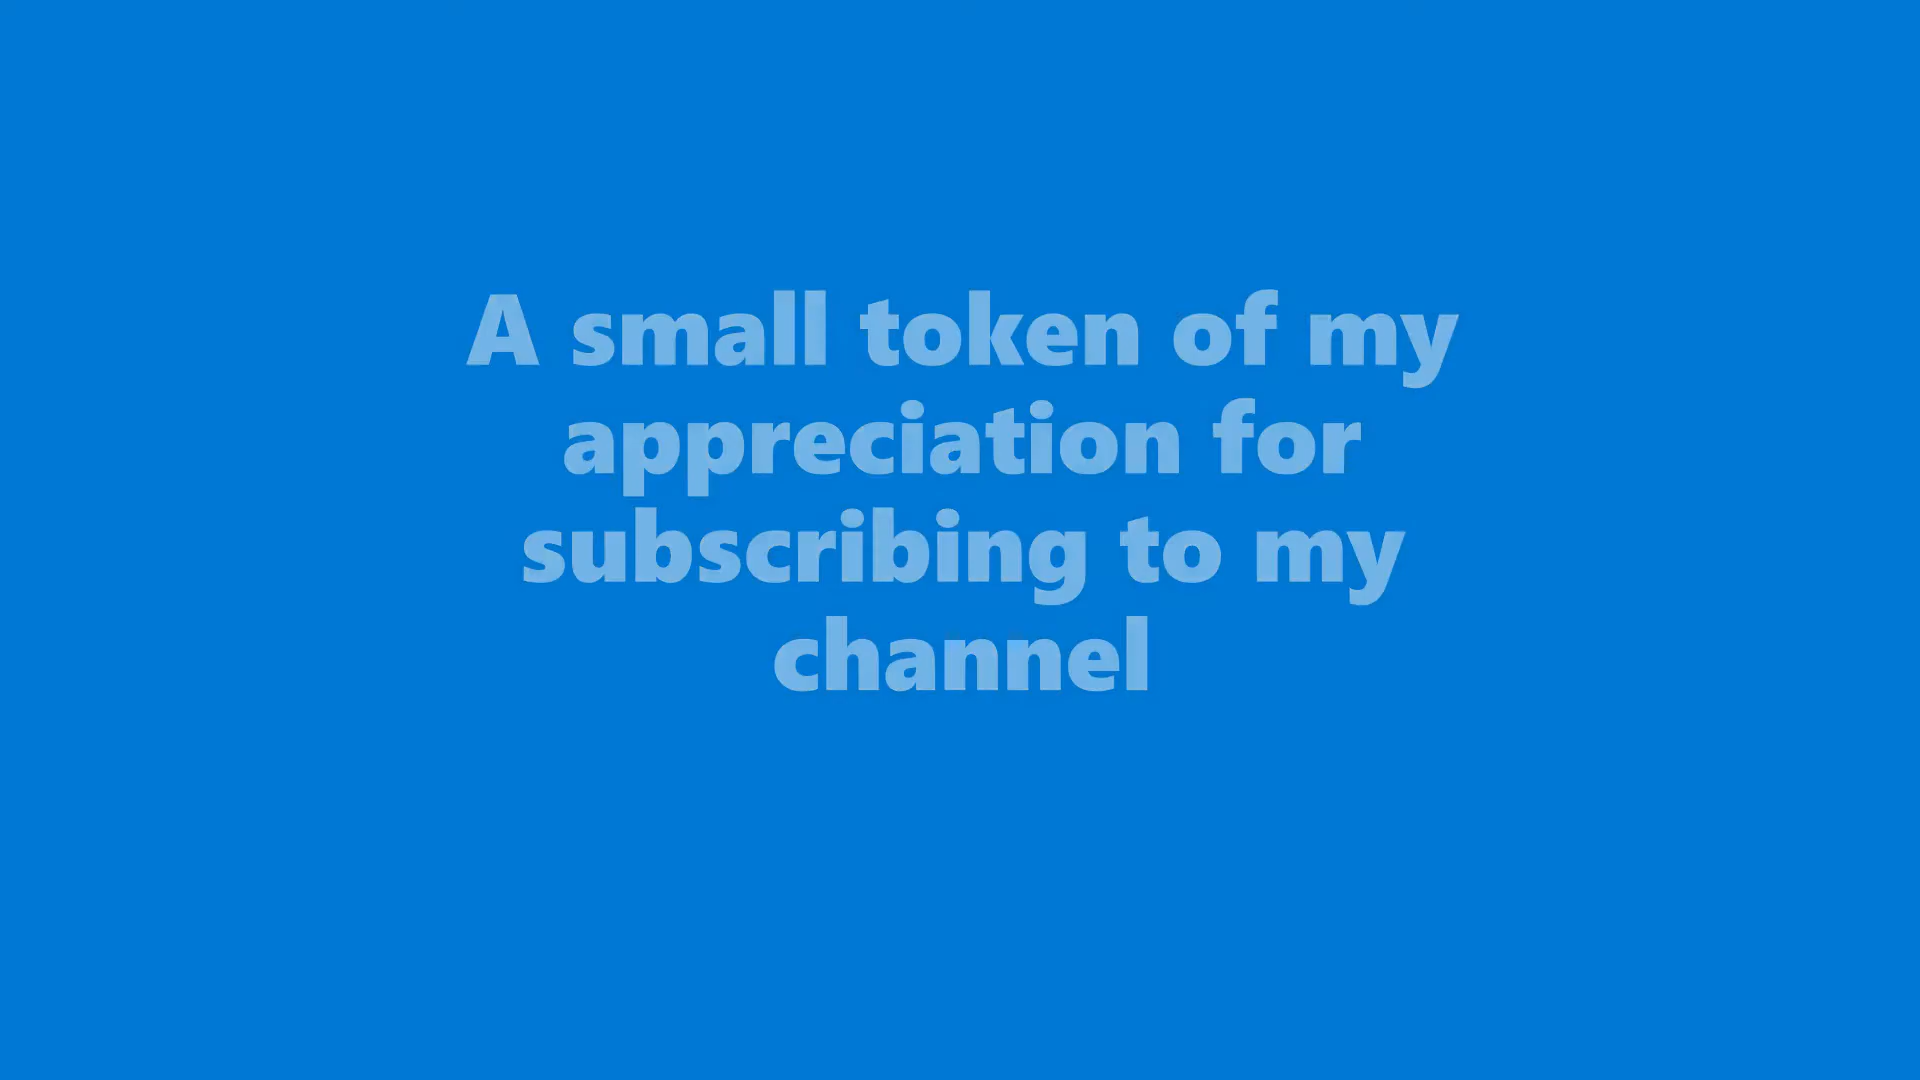 A small token of my
appreciation for
subscribing to my
channel